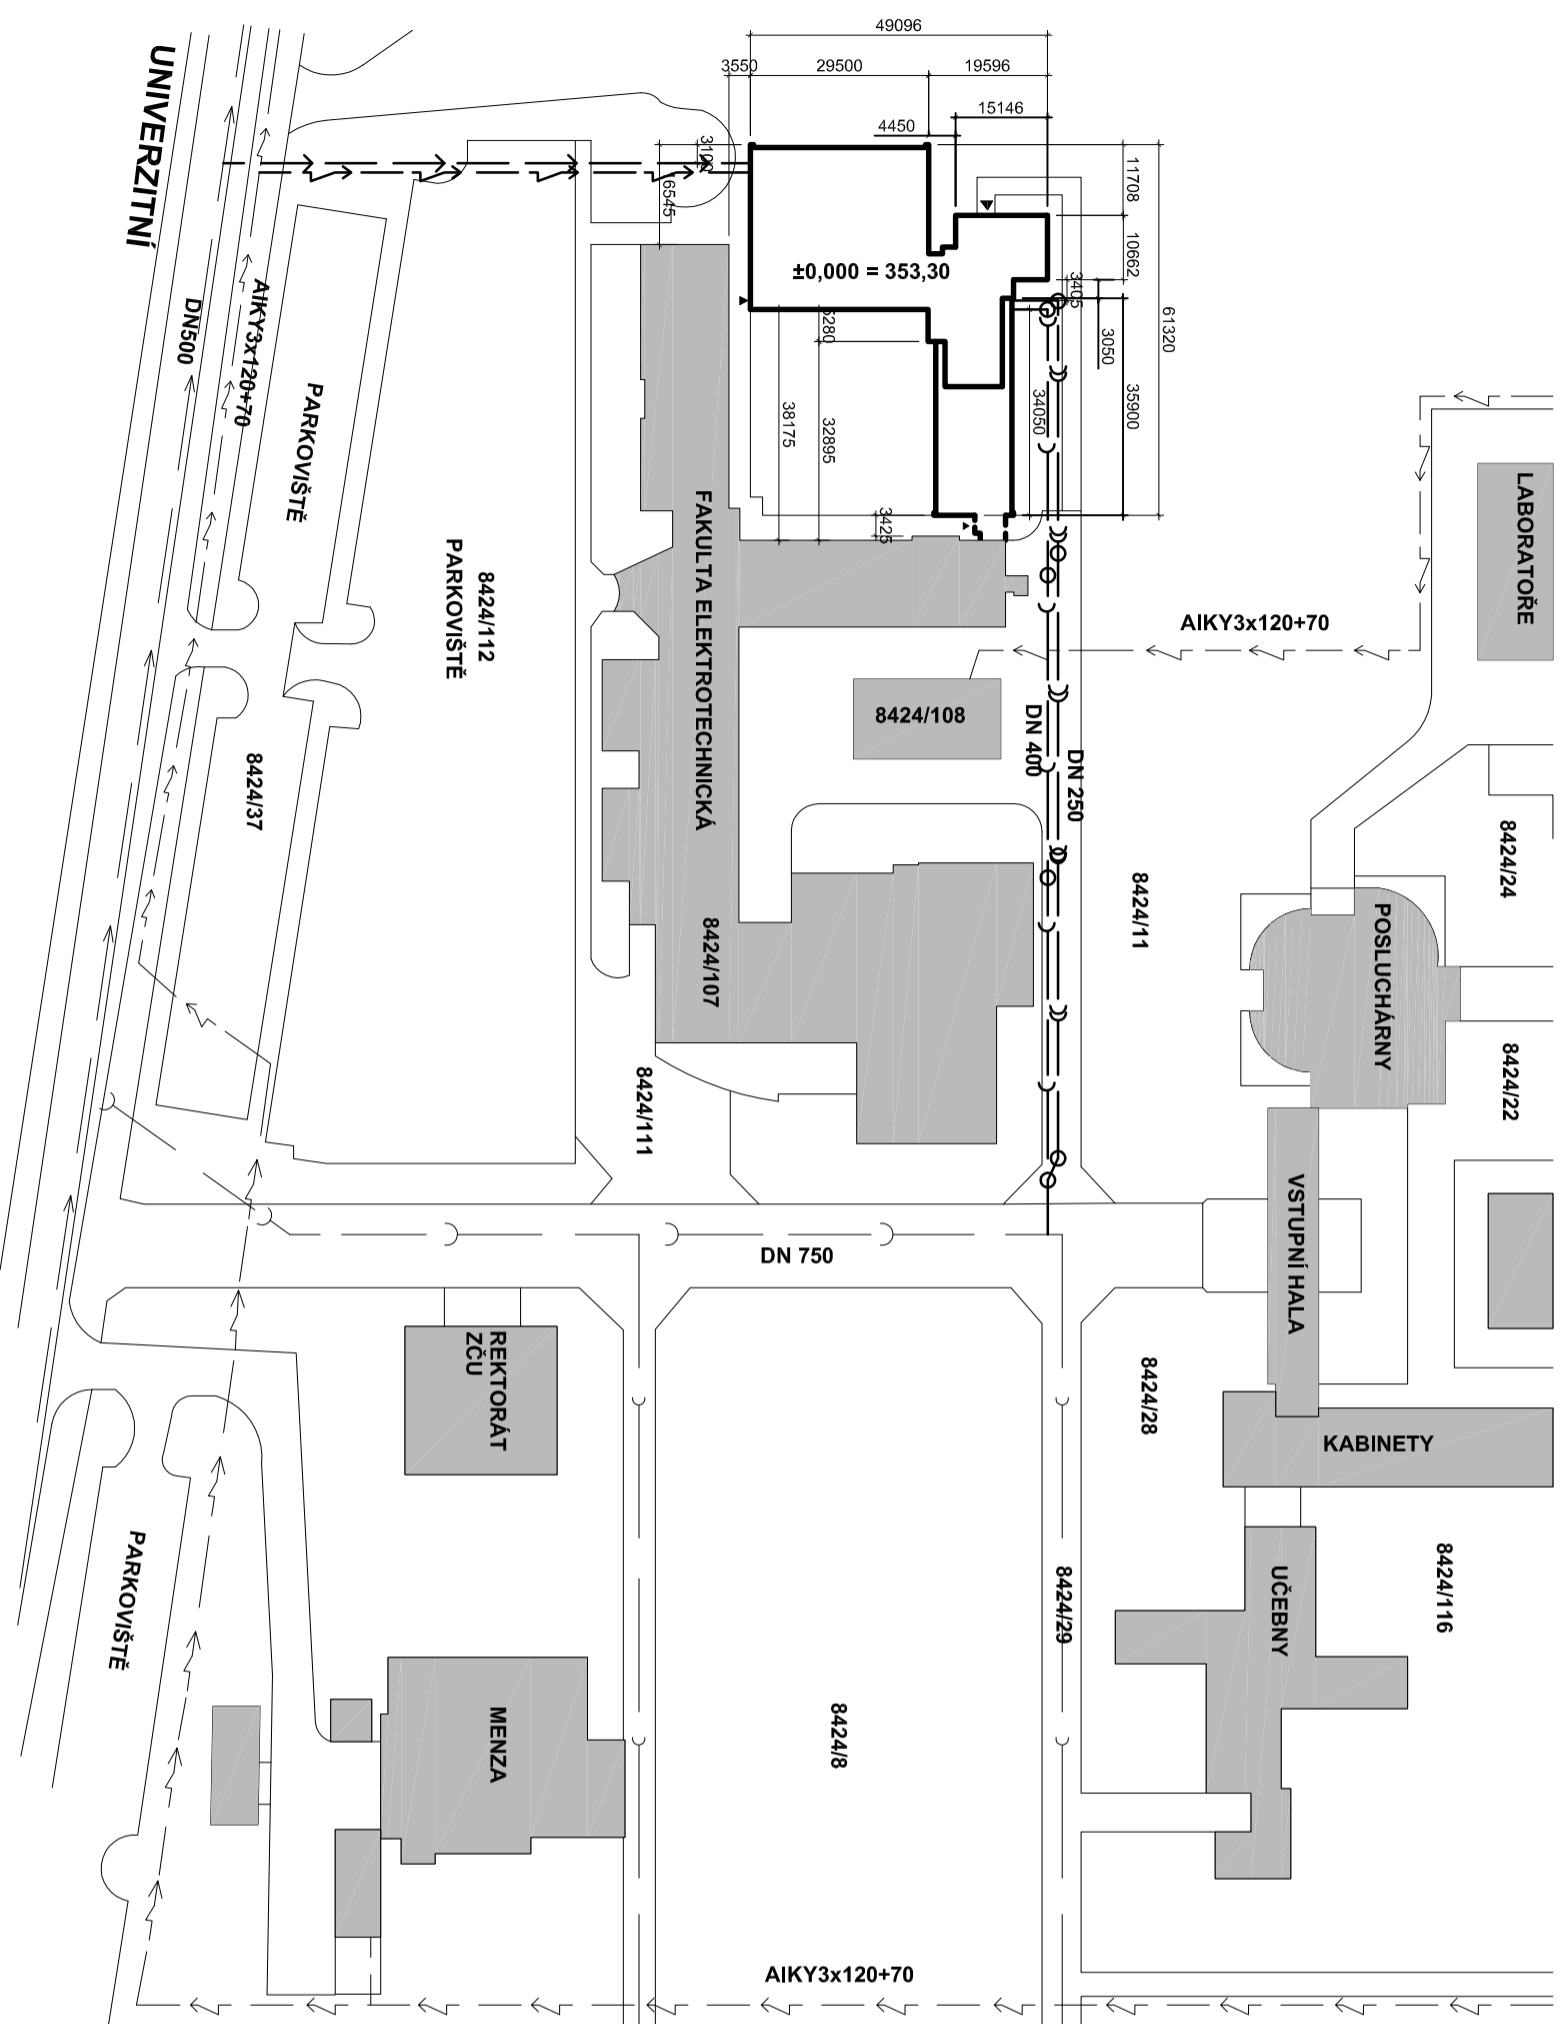 49096
3550
29500
19596
15146
4450
3100
16545
11708
10662
61320
3405
3050
35900
34050
±0,000 = 353,30
5280
38175
32895
3425
UNIVERZITNÍ
DN500
AIKY3x120+70
PARKOVIŠTĚ
8424/112
PARKOVIŠTĚ
FAKULTA ELEKTROTECHNICKÁ
LABORATOŘE
AIKY3x120+70
8424/108
DN 400
DN 250
8424/37
8424/24
8424/11
POSLUCHÁRNY
8424/107
8424/22
8424/111
VSTUPNÍ HALA
DN 750
REKTORÁT
ZČU
8424/28
KABINETY
PARKOVIŠTĚ
8424/29
UČEBNY
8424/116
MENZA
8424/8
AIKY3x120+70